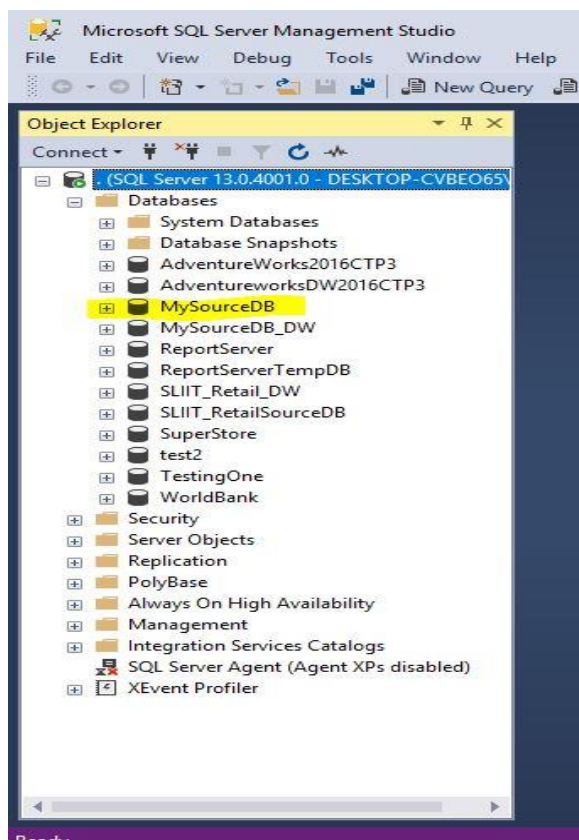 Microsoft SQL Server Management Studio
File Edit View Debug Tools Window Help
New Query
Object Explorer
Connect
. (SQL Server 13.0.4001.0 - DESKTOP-CVBEO65\
Databases
System Databases
Database Snapshots
AdventureWorks2016CTP3
AdventureworksDW2016CTP3
MySourceDB
MySourceDB_DW
ReportServer
ReportServerTempDB
SLIIT_Retail_DW
SLIIT_RetailSourceDB
SuperStore
test2
TestingOne
WorldBank
Security
Server Objects
Replication
PolyBase
Always On High Availability
Management
Integration Services Catalogs
SQL Server Agent (Agent XPs disabled)
XEvent Profiler
Ready